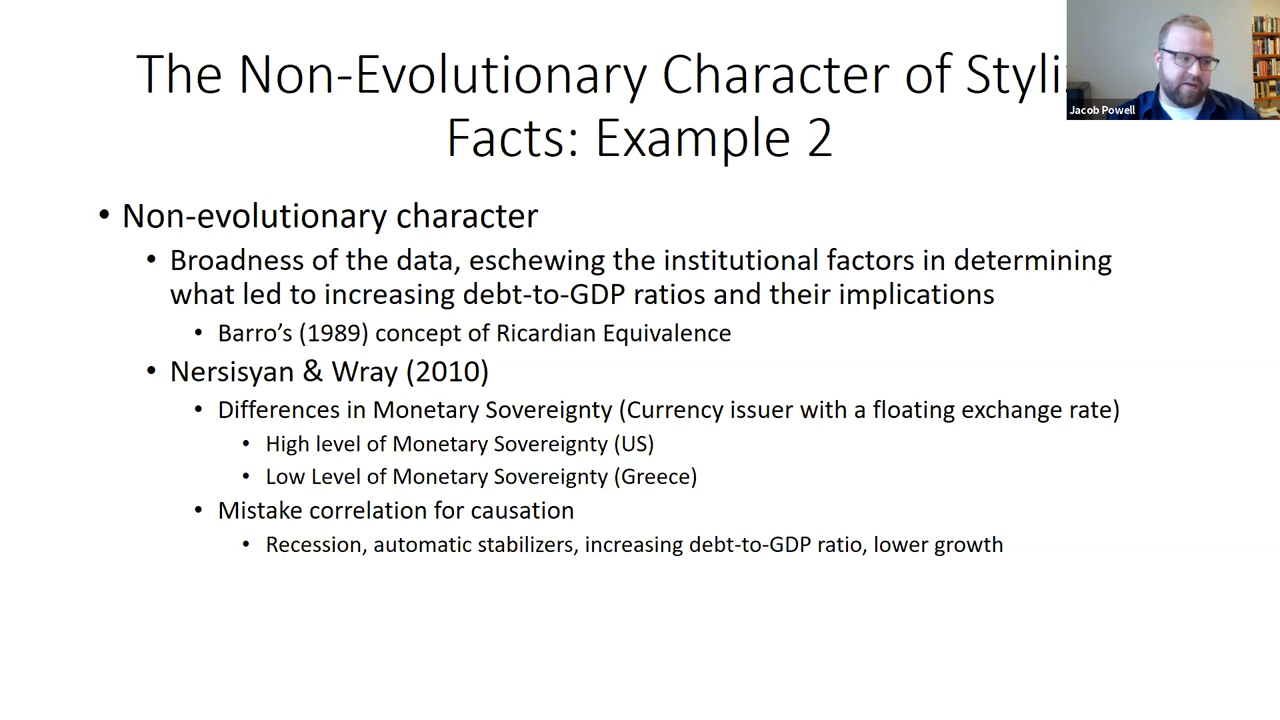 The Non-Evolutionary Character of
Facts: Example 2
Jacob Powell
• Non-evolutionary character
• Broadness of the data, eschewing the institutional factors in determining
what led to increasing debt-to-GDP ratios and their implications
• Barro’s (1989) concept of Ricardian Equivalence
• Nersisyan & Wray (2010)
• Differences in Monetary Sovereignty (Currency issuer with a floating exchange rate)
• High level of Monetary Sovereignty (US)
• Low Level of Monetary Sovereignty (Greece)
• Mistake correlation for causation
• Recession, automatic stabilizers, increasing debt-to-GDP ratio, lower growth